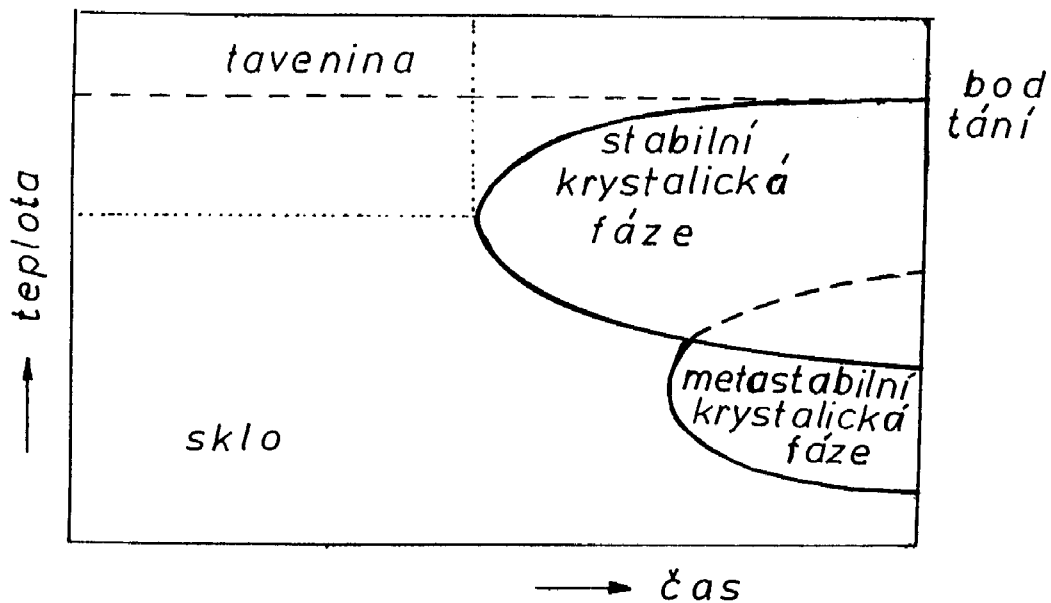 tavenina
bod
tání
stabilní
krystalická
fáze
teplota
metastabilní
krystalická
fáze
sklo
čas